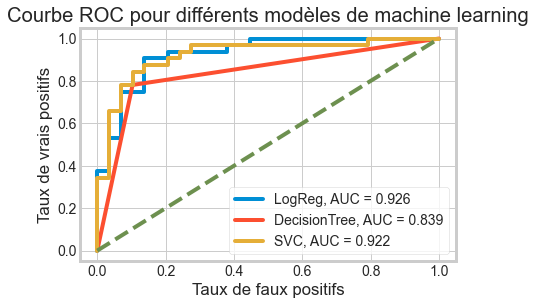 Courbe ROC pour différents modèles de machine learning
Taux de vrais positifs
1.0
0.8
0.6
0.4
0.2
0.0
LogReg, AUC = 0.926
DecisionTree, AUC = 0.839
SVC, AUC = 0.922
0.0 0.2 0.4 0.6 0.8 1.0
Taux de faux positifs